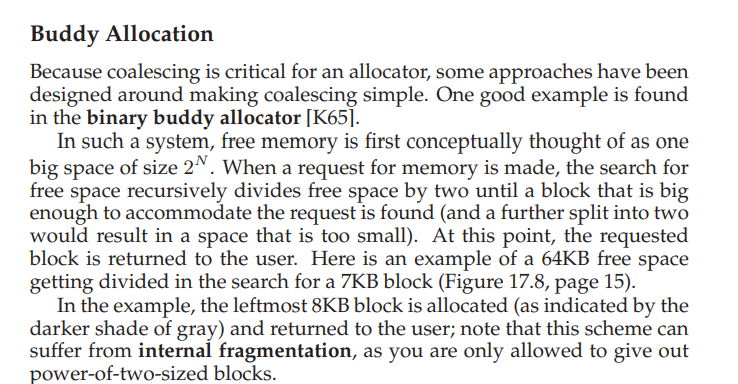 Buddy Allocation
Because coalescing is critical for an allocator, some approaches have been
designed around making coalescing simple. One good example is found
in the binary buddy allocator [K65].
In such a system, free memory is first conceptually thought of as one
big space of size 2^N. When a request for memory is made, the search for
free space recursively divides free space by two until a block that is big
enough to accommodate the request is found (and a further split into two
would result in a space that is too small). At this point, the requested
block is returned to the user. Here is an example of a 64KB free space
getting divided in the search for a 7KB block (Figure 17.8, page 15).
In the example, the leftmost 8KB block is allocated (as indicated by the
darker shade of gray) and returned to the user; note that this scheme can
suffer from internal fragmentation, as you are only allowed to give out
power-of-two-sized blocks.